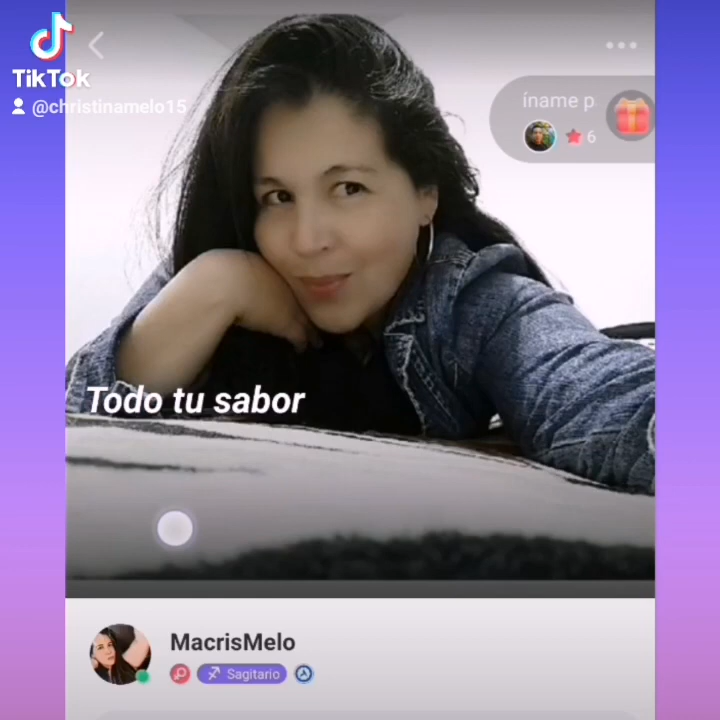 TikTok
@christinamelo15
íname p
6
Todo tu sabor
MacrisMelo
Sagitario